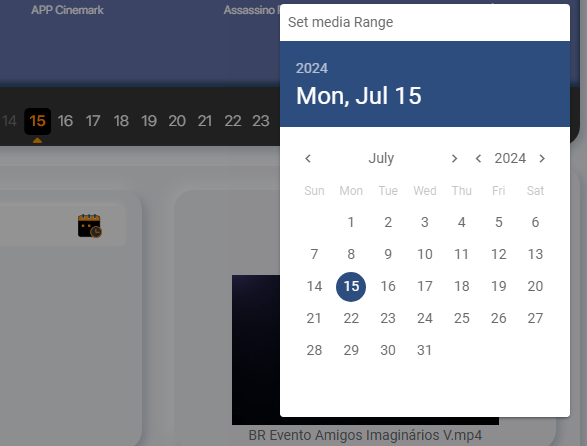 APP Cinemark
Assassino
Set media Range
2024
Mon, Jul 15
14 15 16 17 18 19 20 21 22 23
July 2024
Sun Mon Tue Wed Thu Fri Sat
1 2 3 4 5 6
7 8 9 10 11 12 13
14 15 16 17 18 19 20
21 22 23 24 25 26 27
28 29 30 31
BR Evento Amigos Imaginários V.mp4